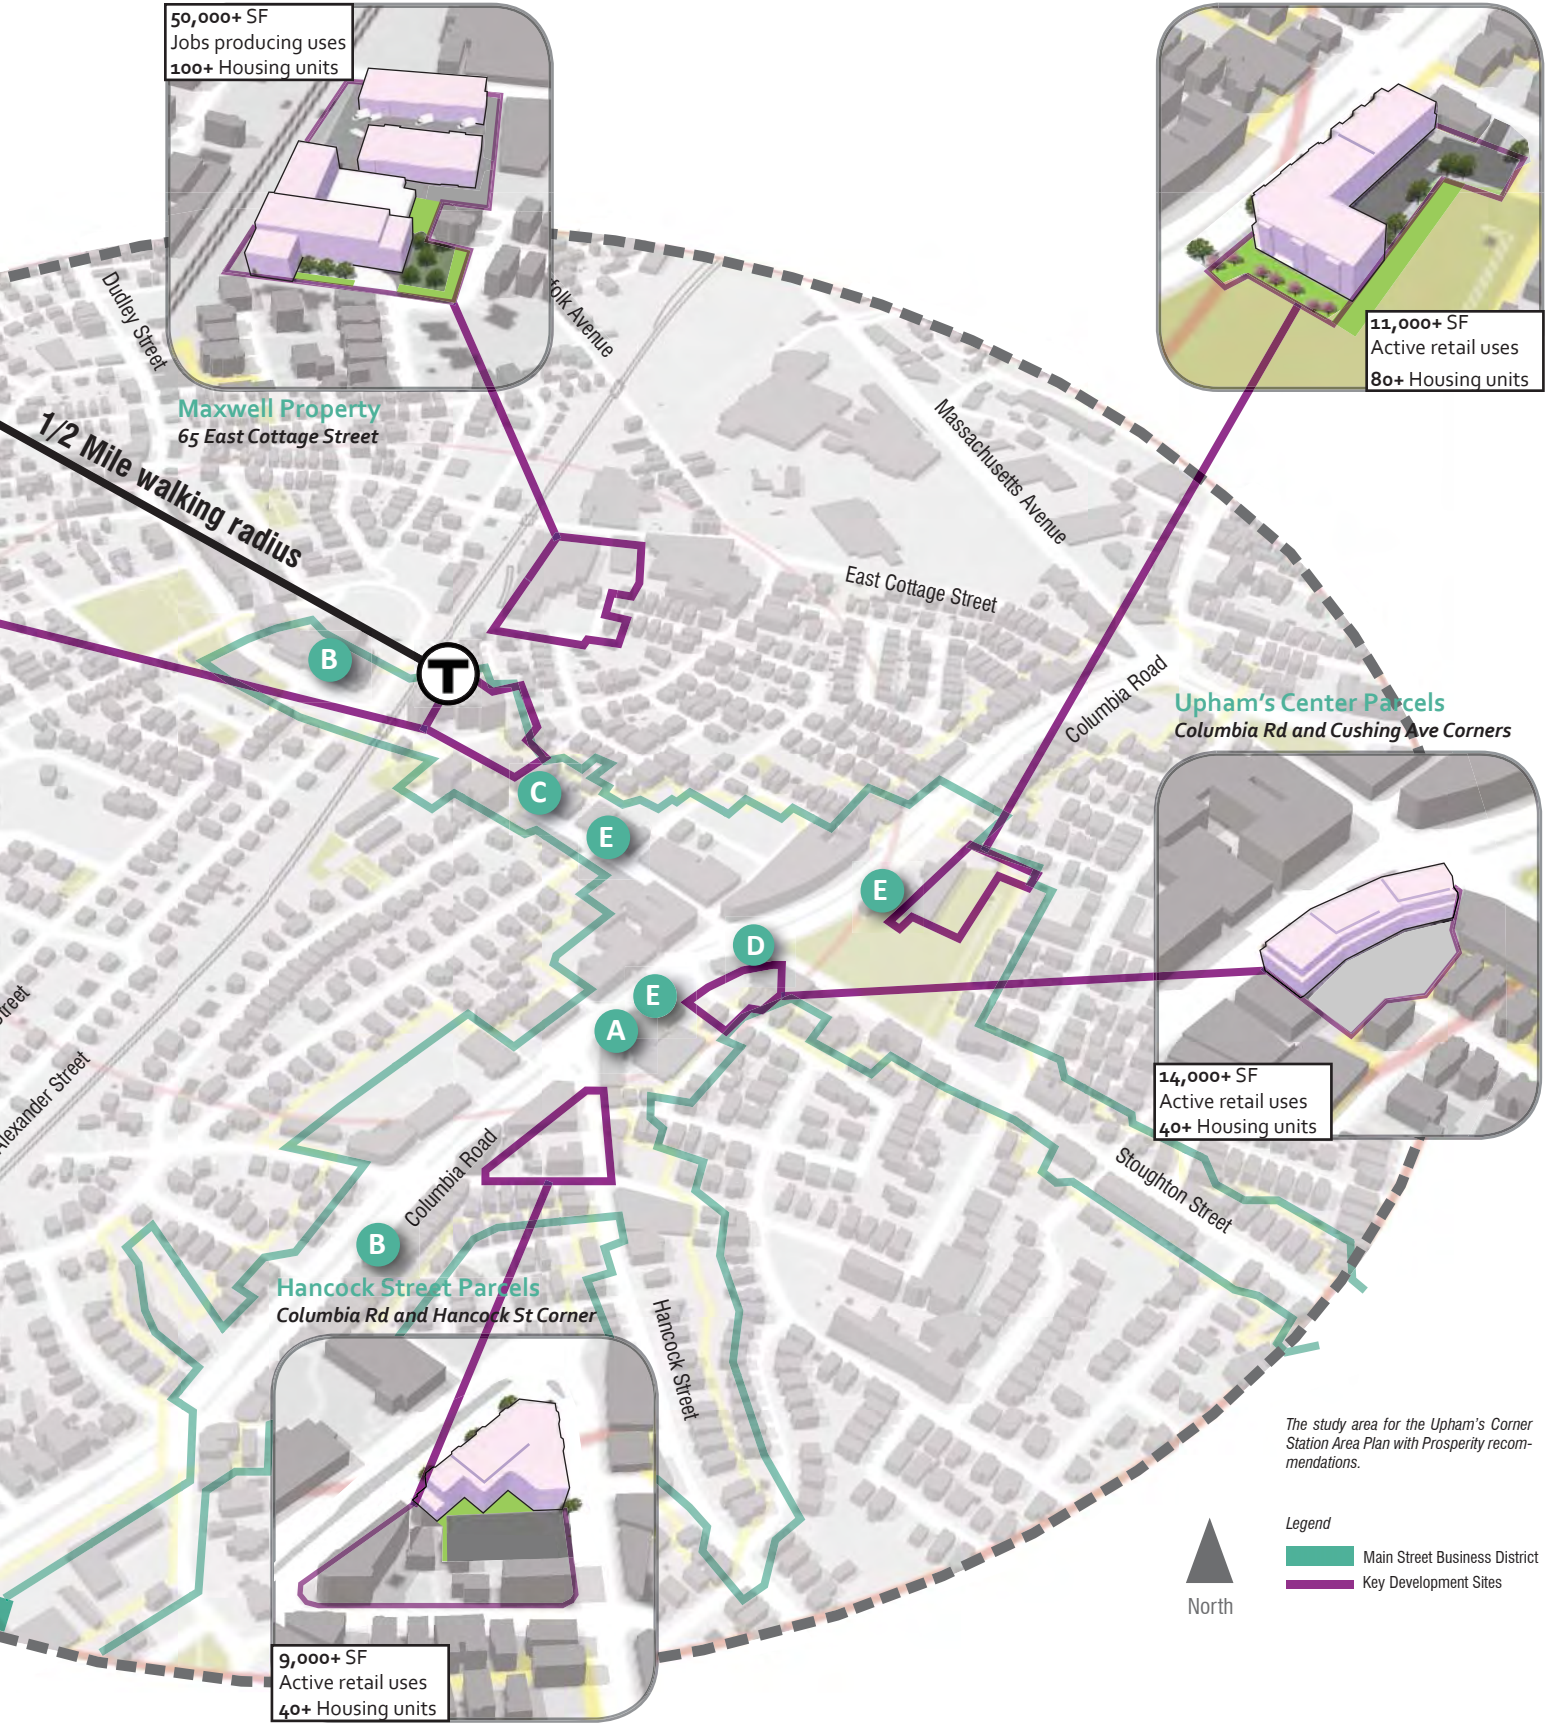 50,000+ SF
Jobs producing uses
100+ Housing units
11,000+ SF
Active retail uses
80+ Housing units
Dudley Street
folk Avenue
Maxwell Property
65 East Cottage Street
1/2 Mile walking radius
Massachusetts Avenue
East Cottage Street
B
T
Columbia Road
Upham's Center Parcels
Columbia Rd and Cushing Ave Corners
C
E
E
D
E
A
treet
Alexander Street
14,000+ SF
Active retail uses
40+ Housing units
Columbia Road
Stoughton Street
B
Hancock Street Parcels
Columbia Rd and Hancock St Corner
Hancock Street
9,000+ SF
Active retail uses
40+ Housing units
The study area for the Upham's Corner
Station Area Plan with Prosperity recom-
mendations.
Legend
Main Street Business District
Key Development Sites
North